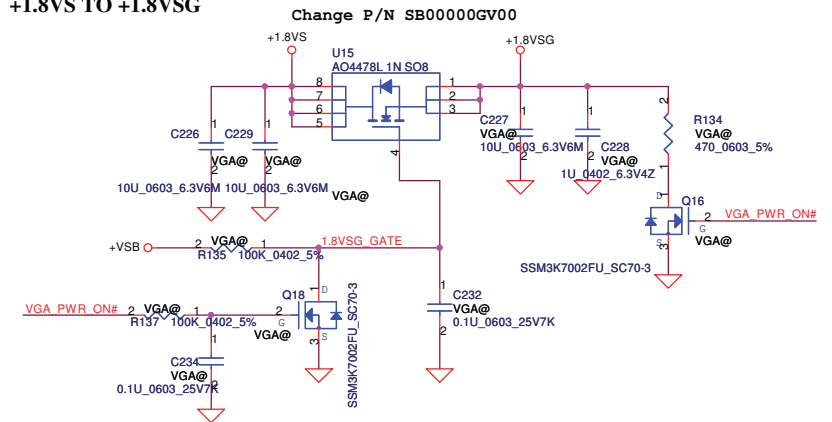 +1.8VS TO +1.8VSG
Change P/N SB00000GV00
+1.8VS
U15
AO4478L 1N SO8
+1.8VSG
8
7
6
5
1
2
3
4
C226
1
2
VGA@
10U_0603_6.3V6M
C229
1
2
VGA@
10U_0603_6.3V6M
VGA@
C227
1
VGA@
10U_0603_6.3V6M
2
1
C228
VGA@
2
1U_0402_6.3V4Z
2
R134
VGA@
470_0603_5%
1
1
D
Q16
2
G
VGA_PWR_ON#
VGA@
S
3
SSM3K7002FU_SC70-3
+VSB
2
VGA@
1
R135
100K_0402_5%
1.8VSG_GATE
1
D
Q18
2
G
VGA@
S
3
SSM3K7002FU_SC70-3
VGA_PWR_ON#
2
VGA@
1
R137
100K_0402_5%
1
C234
VGA@
2
0.1U_0603_25V7K
1
C232
VGA@
0.1U_0603_25V7K
2